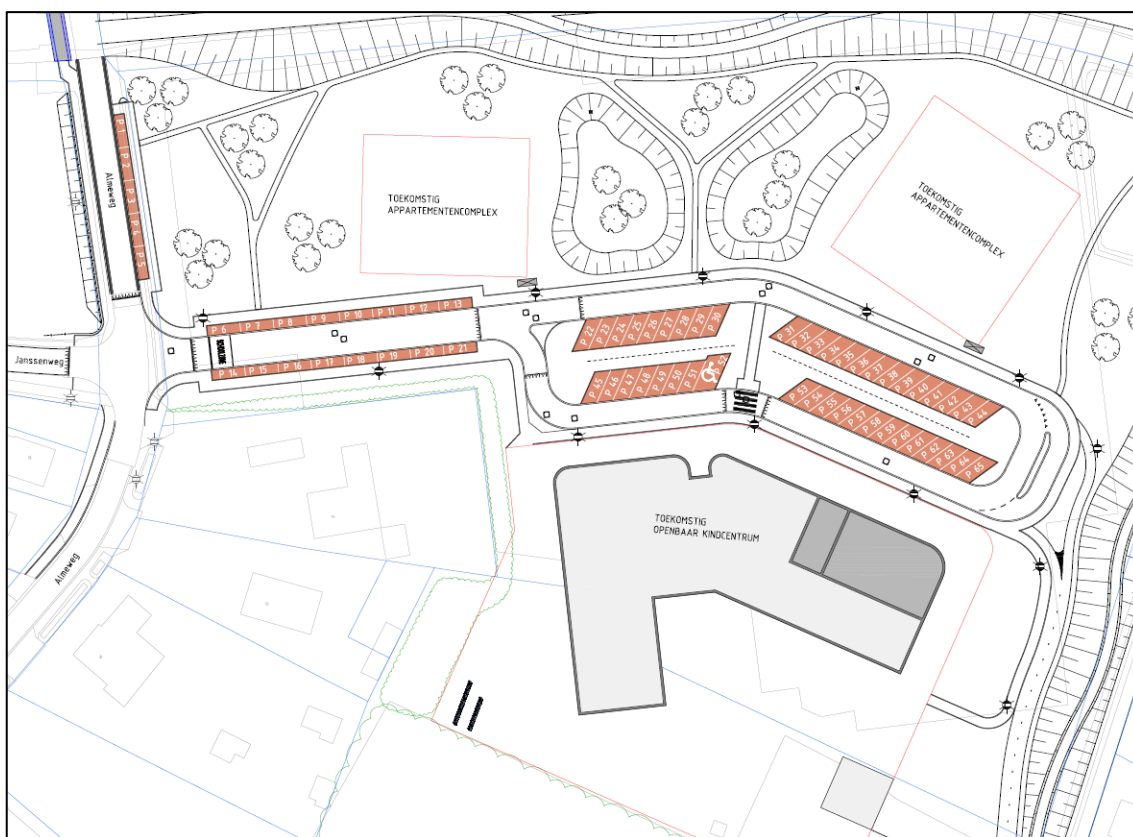 P 1
P 2
P 3
P 4
P 5
Almeweg
TOEKOMSTIG
APPARTEMENTENCOMPLEX
TOEKOMSTIG
APPARTEMENTENCOMPLEX
P 6
P 7
P 8
P 9
P 10
P 11
P 12
P 13
Janssenweg
P 14
P 15
P 16
P 17
P 18
P 19
P 20
P 21
P 22
P 23
P 24
P 25
P 26
P 27
P 28
P 29
P 30
P 31
P 32
P 33
P 34
P 35
P 36
P 37
P 38
P 39
P 40
P 41
P 42
P 43
P 44
P 45
P 46
P 47
P 48
P 49
P 50
P 51
P 52
P 53
P 54
P 55
P 56
P 57
P 58
P 59
P 60
P 61
P 62
P 63
P 64
P 65
TOEKOMSTIG
OPENBAAR KINDCENTRUM
Almeweg